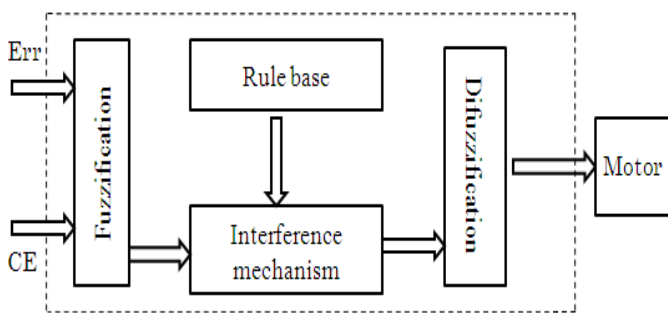 Err
CE
Fuzzification
Rule base
Interference
mechanism
Difuzzification
Motor